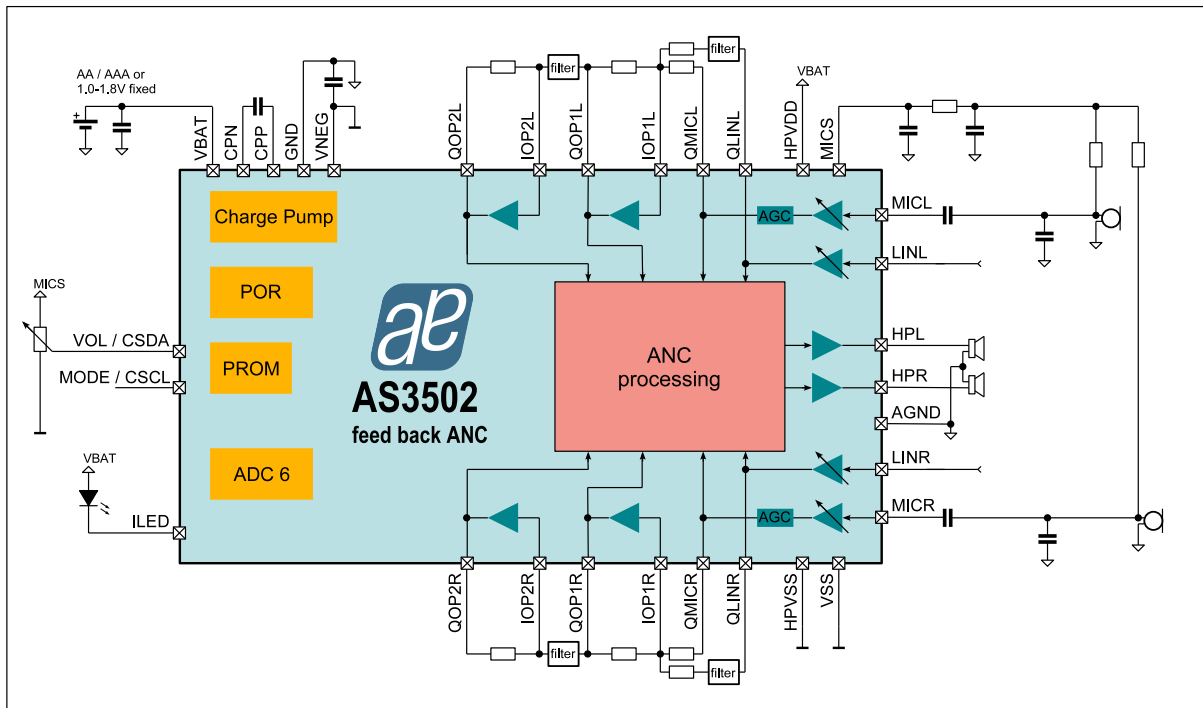 AA / AAA or
1.0-1.8V fixed
VBAT
CPN
CPP
GND
VNEG
QOP2L
IOP2L
QOP1L
IOP1L
QMICL
QLINL
HPVDD
MICS
filter
filter
VBAT
Charge Pump
POR
PROM
ADC 6
MICS
VOL / CSDA
MODE / CSCL
VBAT
ILED
ae
AS3502
feed back ANC
ANC
processing
AGC
AGC
MICL
LINL
HPL
HPR
AGND
LINR
MICR
QOP2R
IOP2R
QOP1R
IOP1R
QMICR
QLINR
HPVSS
VSS
filter
filter